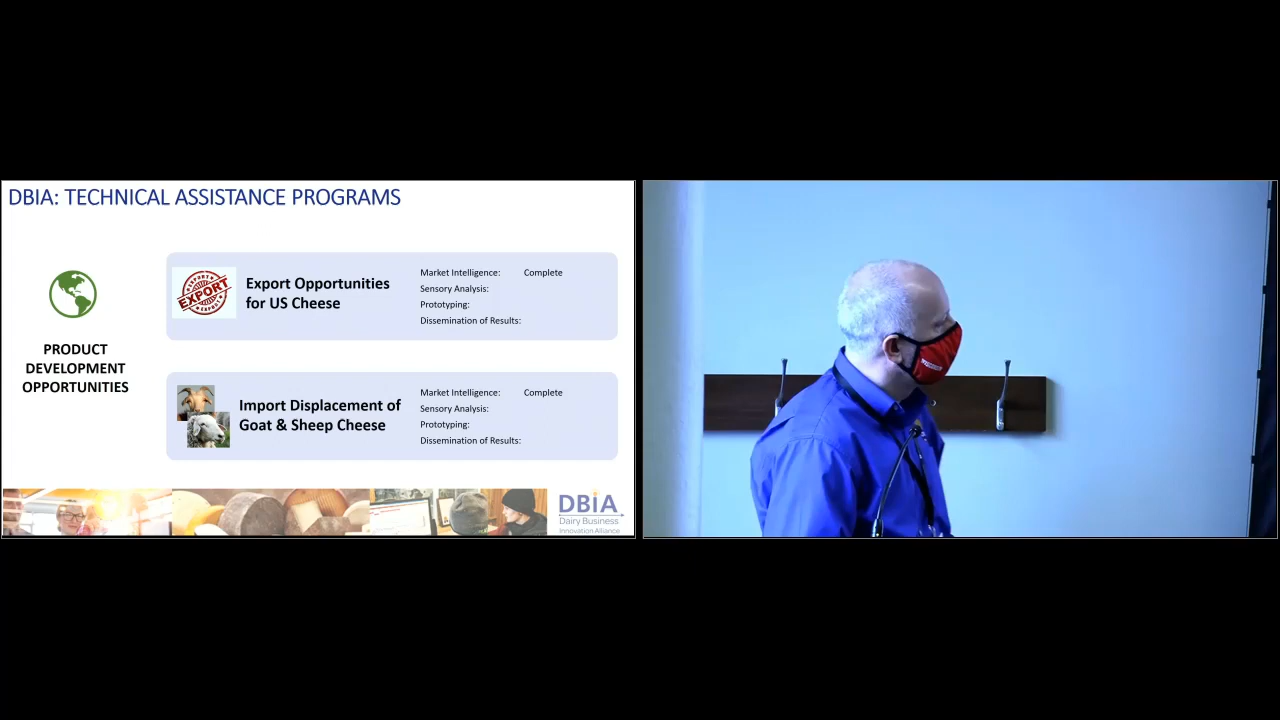 DBIA: TECHNICAL ASSISTANCE PROGRAMS
PRODUCT
DEVELOPMENT
OPPORTUNITIES
EXPORT
Export Opportunities
for US Cheese
Market Intelligence: Complete
Sensory Analysis:
Prototyping:
Dissemination of Results:
Import Displacement of
Goat & Sheep Cheese
Market Intelligence: Complete
Sensory Analysis:
Prototyping:
Dissemination of Results:
DBiA
Dairy Business
Innovation Alliance